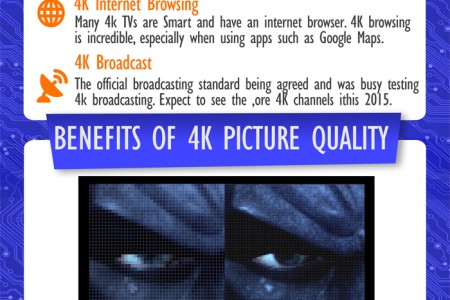 4K Internet Browsing
Many 4k TVs are Smart and have an internet browser. 4K browsing
is incredible, especially when using apps such as Google Maps.
4K Broadcast
The official broadcasting standard being agreed and was busy testing
4k broadcasting. Expect to see the ,ore 4K channels ithis 2015.
BENEFITS OF 4K PICTURE QUALITY